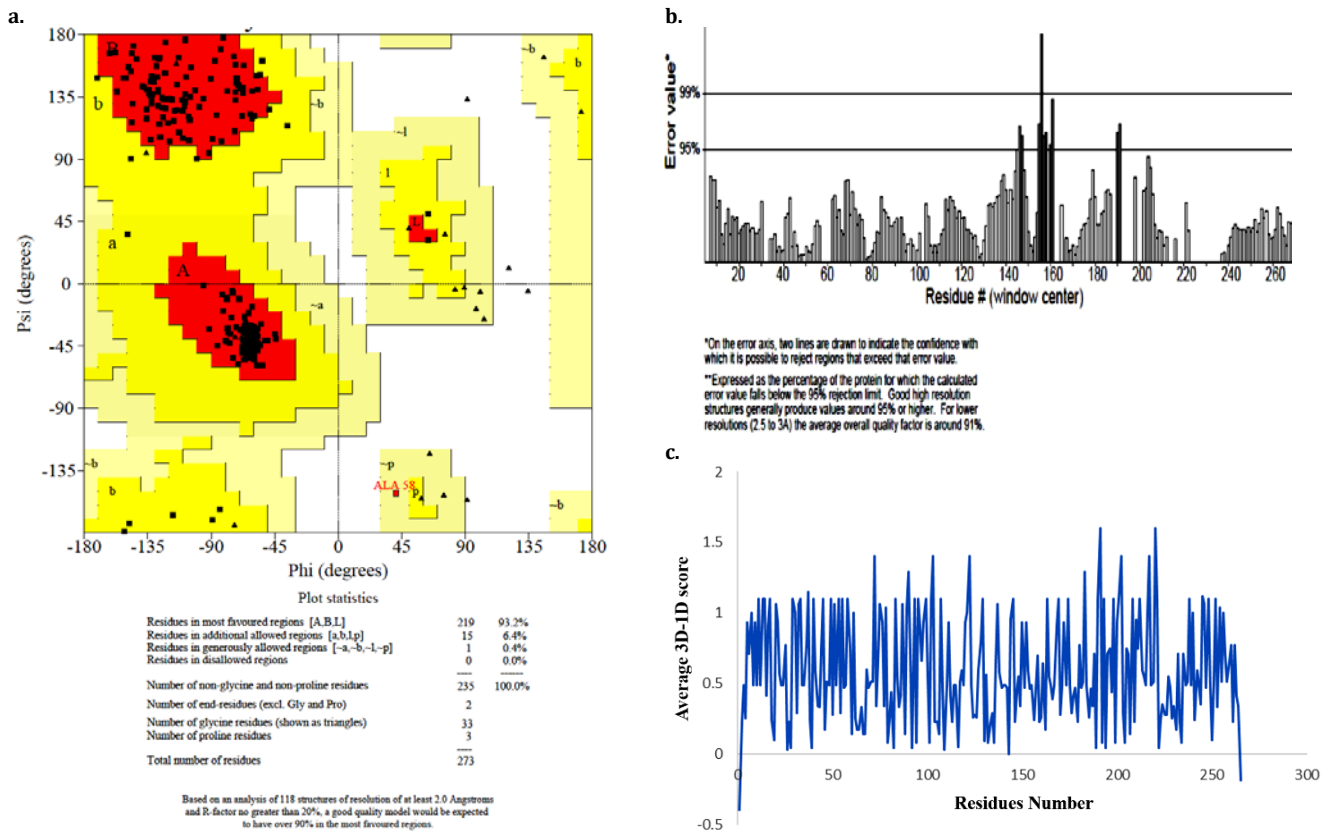 a.
180
135
90
45
0
-45
-90
-135
-180 -135 -90 -45 0 45 90 135 180
Psi (degrees)
Phi (degrees)
B
b
~b
~l
l
L
a
A
~a
~b
b
~b
b
~p
ALA 58
p
~b
Plot statistics
Residues in most favoured regions [A,B,L] 219 93.2%
Residues in additional allowed regions [a,b,l,p] 15 6.4%
Residues in generously allowed regions [~a,~b,~l,~p] 1 0.4%
Residues in disallowed regions 0 0.0%
Number of non-glycine and non-proline residues 235 100.0%
Number of end-residues (excl. Gly and Pro) 2
Number of glycine residues (shown as triangles) 33
Number of proline residues 3
Total number of residues 273
Based on an analysis of 118 structures of resolution of at least 2.0 Angstroms
and R-factor no greater than 20%, a good quality model would be expected
to have over 90% in the most favoured regions.
b.
Error value*
99%
95%
20 40 60 80 100 120 140 160 180 200 220 240 260
Residue # (window center)
*On the error axis, two lines are drawn to indicate the confidence with
which it is possible to reject regions that exceed that error value.
**Expressed as the percentage of the protein for which the calculated
error value falls below the 95% rejection limit. Good high resolution
structures generally produce values around 95% or higher. For lower
resolutions (2.5 to 3A) the average overall quality factor is around 91%.
c.
2
1.5
1
0.5
0
-0.5
Average 3D-1D score
0 50 100 150 200 250 300
Residues Number